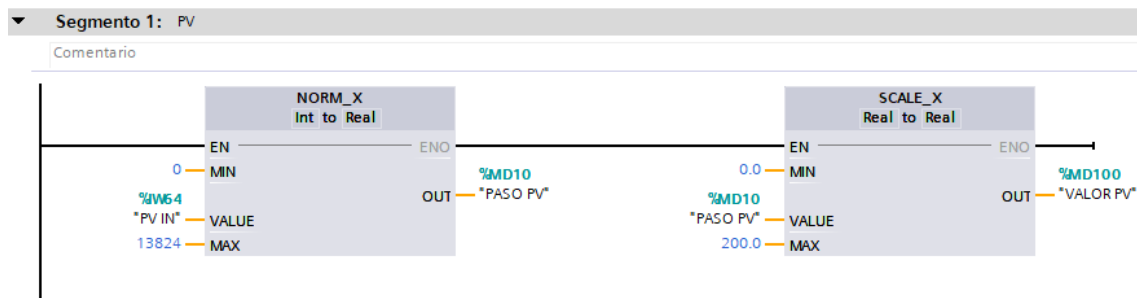 Segmento 1: PV
Comentario
NORM_X
Int to Real
EN
ENO
0
MIN
%MD10
OUT
"PASO PV"
%IW64
"PV IN"
VALUE
13824
MAX
SCALE_X
Real to Real
EN
ENO
0.0
MIN
%MD100
OUT
"VALOR PV"
%MD10
"PASO PV"
VALUE
200.0
MAX